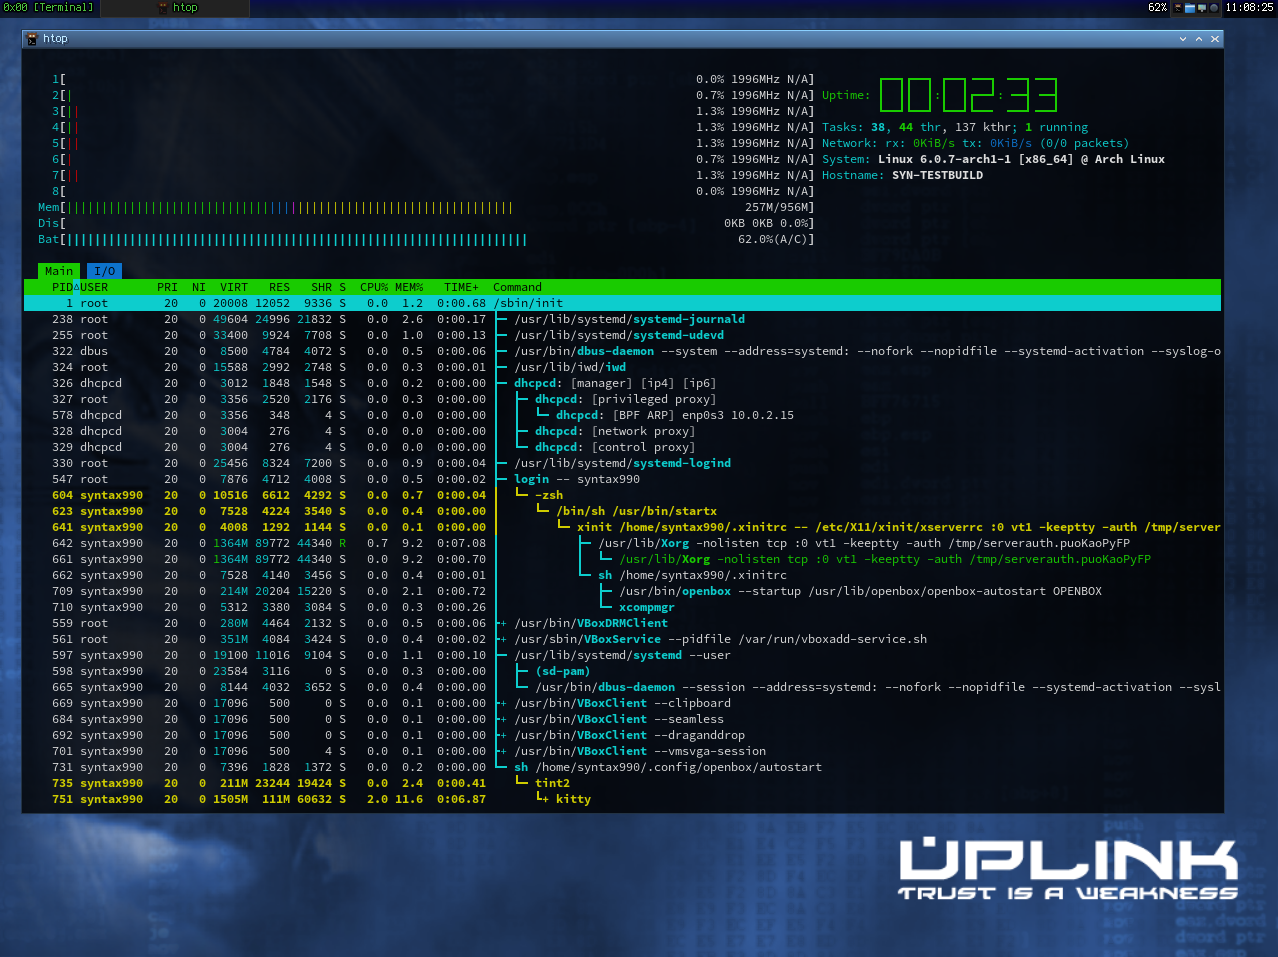 0x00 [Terminal] htop 62% 11:08:25
htop
1[ 0.0% 1996MHz N/A]
2[| 0.7% 1996MHz N/A] Uptime: 00:02:33
3[|| 1.3% 1996MHz N/A]
4[|| 1.3% 1996MHz N/A] Tasks: 38, 44 thr, 137 kthr; 1 running
5[|| 1.3% 1996MHz N/A] Network: rx: 0KiB/s tx: 0KiB/s (0/0 packets)
6[| 0.7% 1996MHz N/A] System: Linux 6.0.7-arch1-1 [x86_64] @ Arch Linux
7[|| 1.3% 1996MHz N/A] Hostname: SYN-TESTBUILD
8[ 0.0% 1996MHz N/A]
Mem[ 257M/956M]
Dis[ 0KB 0KB 0.0%]
Bat[ 62.0%(A/C)]
Main I/O
PID△USER PRI NI VIRT RES SHR S CPU% MEM% TIME+ Command
1 root 20 0 20008 12052 9336 S 0.0 1.2 0:00.68 /sbin/init
238 root 20 0 49604 24996 21832 S 0.0 2.6 0:00.17 /usr/lib/systemd/systemd-journald
255 root 20 0 33400 9924 7708 S 0.0 1.0 0:00.13 /usr/lib/systemd/systemd-udevd
322 dbus 20 0 8500 4784 4072 S 0.0 0.5 0:00.06 /usr/bin/dbus-daemon --system --address=systemd: --nofork --nopidfile --systemd-activation --syslog-o
324 root 20 0 15588 2992 2748 S 0.0 0.3 0:00.01 /usr/lib/iwd/iwd
326 dhcpcd 20 0 3012 1848 1548 S 0.0 0.2 0:00.00 dhcpcd: [manager] [ip4] [ip6]
327 root 20 0 3356 2520 2176 S 0.0 0.3 0:00.00 dhcpcd: [privileged proxy]
578 dhcpcd 20 0 3356 348 4 S 0.0 0.0 0:00.00 dhcpcd: [BPF ARP] enp0s3 10.0.2.15
328 dhcpcd 20 0 3004 276 4 S 0.0 0.0 0:00.00 dhcpcd: [network proxy]
329 dhcpcd 20 0 3004 276 4 S 0.0 0.0 0:00.00 dhcpcd: [control proxy]
330 root 20 0 25456 8324 7200 S 0.0 0.9 0:00.04 /usr/lib/systemd/systemd-logind
547 root 20 0 7876 4712 4008 S 0.0 0.5 0:00.02 login -- syntax990
604 syntax990 20 0 10516 6612 4292 S 0.0 0.7 0:00.04 -zsh
623 syntax990 20 0 7528 4224 3540 S 0.0 0.4 0:00.00 /bin/sh /usr/bin/startx
641 syntax990 20 0 4008 1292 1144 S 0.0 0.1 0:00.00 xinit /home/syntax990/.xinitrc -- /etc/X11/xinit/xserverrc :0 vt1 -keeptty -auth /tmp/server
642 syntax990 20 0 1364M 89772 44340 R 0.7 9.2 0:07.08 /usr/lib/Xorg -nolisten tcp :0 vt1 -keeptty -auth /tmp/serverauth.puoKaoPyFP
661 syntax990 20 0 1364M 89772 44340 S 0.0 9.2 0:00.70 /usr/lib/Xorg -nolisten tcp :0 vt1 -keeptty -auth /tmp/serverauth.puoKaoPyFP
662 syntax990 20 0 7528 4140 3456 S 0.0 0.4 0:00.01 sh /home/syntax990/.xinitrc
709 syntax990 20 0 214M 20204 15220 S 0.0 2.1 0:00.72 /usr/bin/openbox --startup /usr/lib/openbox/openbox-autostart OPENBOX
710 syntax990 20 0 5312 3380 3084 S 0.0 0.3 0:00.26 xcompmgr
559 root 20 0 280M 4464 2132 S 0.0 0.5 0:00.06 + /usr/bin/VBoxDRMClient
561 root 20 0 351M 4084 3424 S 0.0 0.4 0:00.02 + /usr/sbin/VBoxService --pidfile /var/run/vboxadd-service.sh
597 syntax990 20 0 19100 11016 9104 S 0.0 1.1 0:00.10 /usr/lib/systemd/systemd --user
598 syntax990 20 0 23584 3116 0 S 0.0 0.3 0:00.00 (sd-pam)
665 syntax990 20 0 8144 4032 3652 S 0.0 0.4 0:00.00 /usr/bin/dbus-daemon --session --address=systemd: --nofork --nopidfile --systemd-activation --sysl
669 syntax990 20 0 17096 500 0 S 0.0 0.1 0:00.00 + /usr/bin/VBoxClient --clipboard
684 syntax990 20 0 17096 500 0 S 0.0 0.1 0:00.00 + /usr/bin/VBoxClient --seamless
692 syntax990 20 0 17096 500 0 S 0.0 0.1 0:00.00 + /usr/bin/VBoxClient --draganddrop
701 syntax990 20 0 17096 500 4 S 0.0 0.1 0:00.00 + /usr/bin/VBoxClient --vmsvga-session
731 syntax990 20 0 7396 1828 1372 S 0.0 0.2 0:00.00 sh /home/syntax990/.config/openbox/autostart
735 syntax990 20 0 211M 23244 19424 S 0.0 2.4 0:00.41 tint2
751 syntax990 20 0 1505M 111M 60632 S 2.0 11.6 0:06.87 + kitty
UPLINK
TRUST IS A WEAKNESS